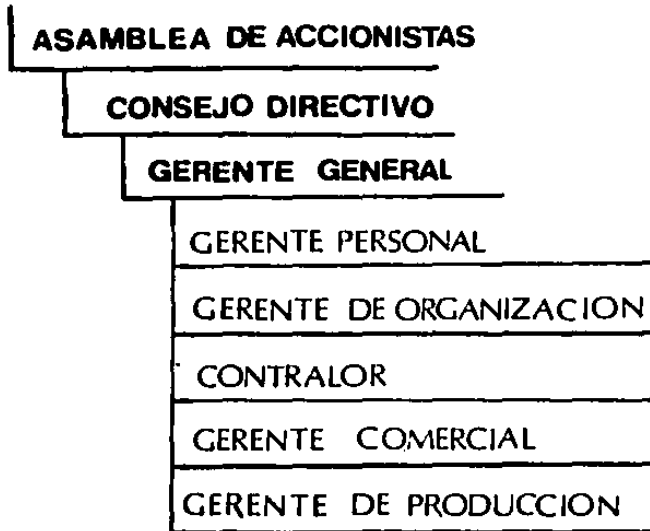 ASAMBLEA DE ACCIONISTAS
CONSEJO DIRECTIVO
GERENTE GENERAL
GERENTE PERSONAL
GERENTE DE ORGANIZACION
CONTRALOR
GERENTE COMERCIAL
GERENTE DE PRODUCCION